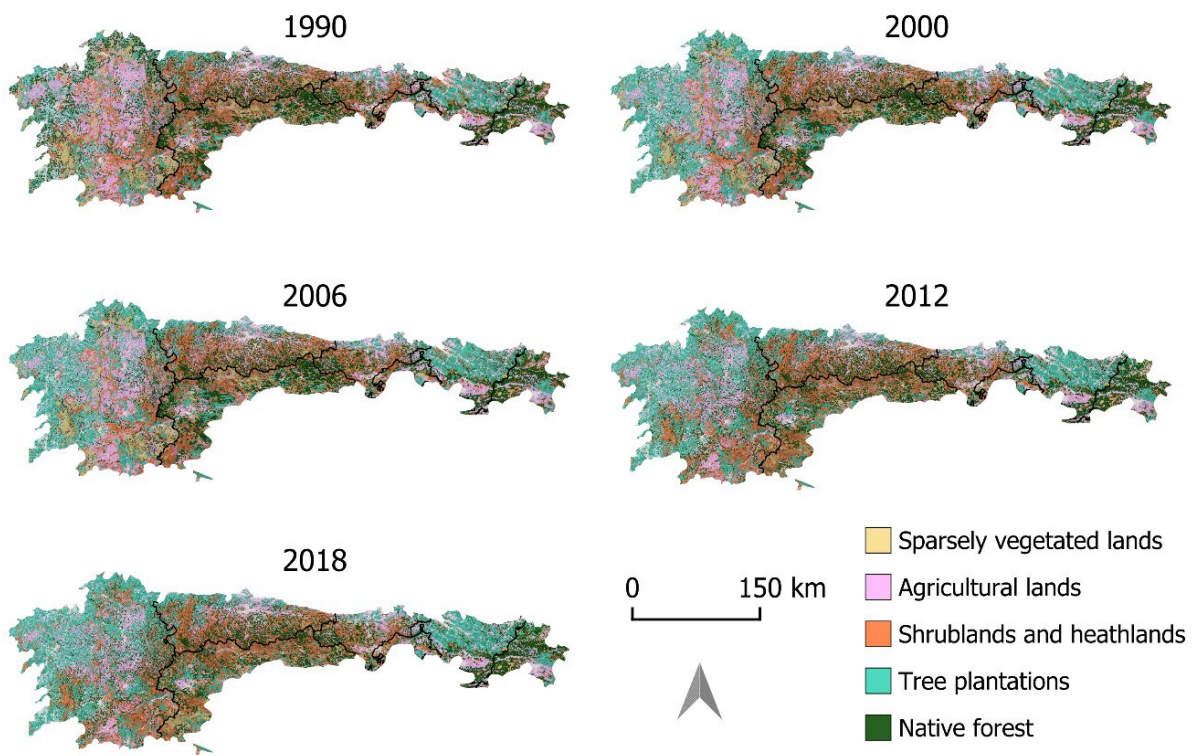 1990
2000
2006
2012
2018
0 150 km
Sparsely vegetated lands
Agricultural lands
Shrublands and heathlands
Tree plantations
Native forest